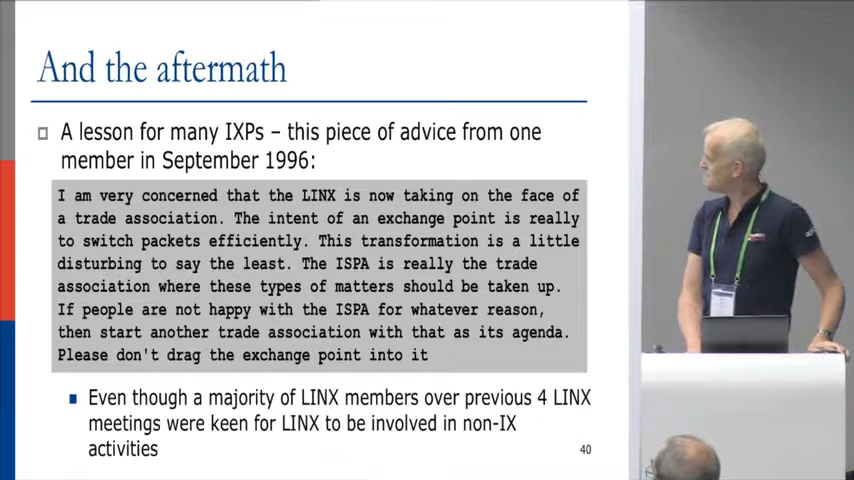 And the aftermath
A lesson for many IXPs – this piece of advice from one
member in September 1996:
I am very concerned that the LINX is now taking on the face of
a trade association. The intent of an exchange point is really
to switch packets efficiently. This transformation is a little
disturbing to say the least. The ISPA is really the trade
association where these types of matters should be taken up.
If people are not happy with the ISPA for whatever reason,
then start another trade association with that as its agenda.
Please don't drag the exchange point into it
Even though a majority of LINX members over previous 4 LINX
meetings were keen for LINX to be involved in non-IX
activities
40